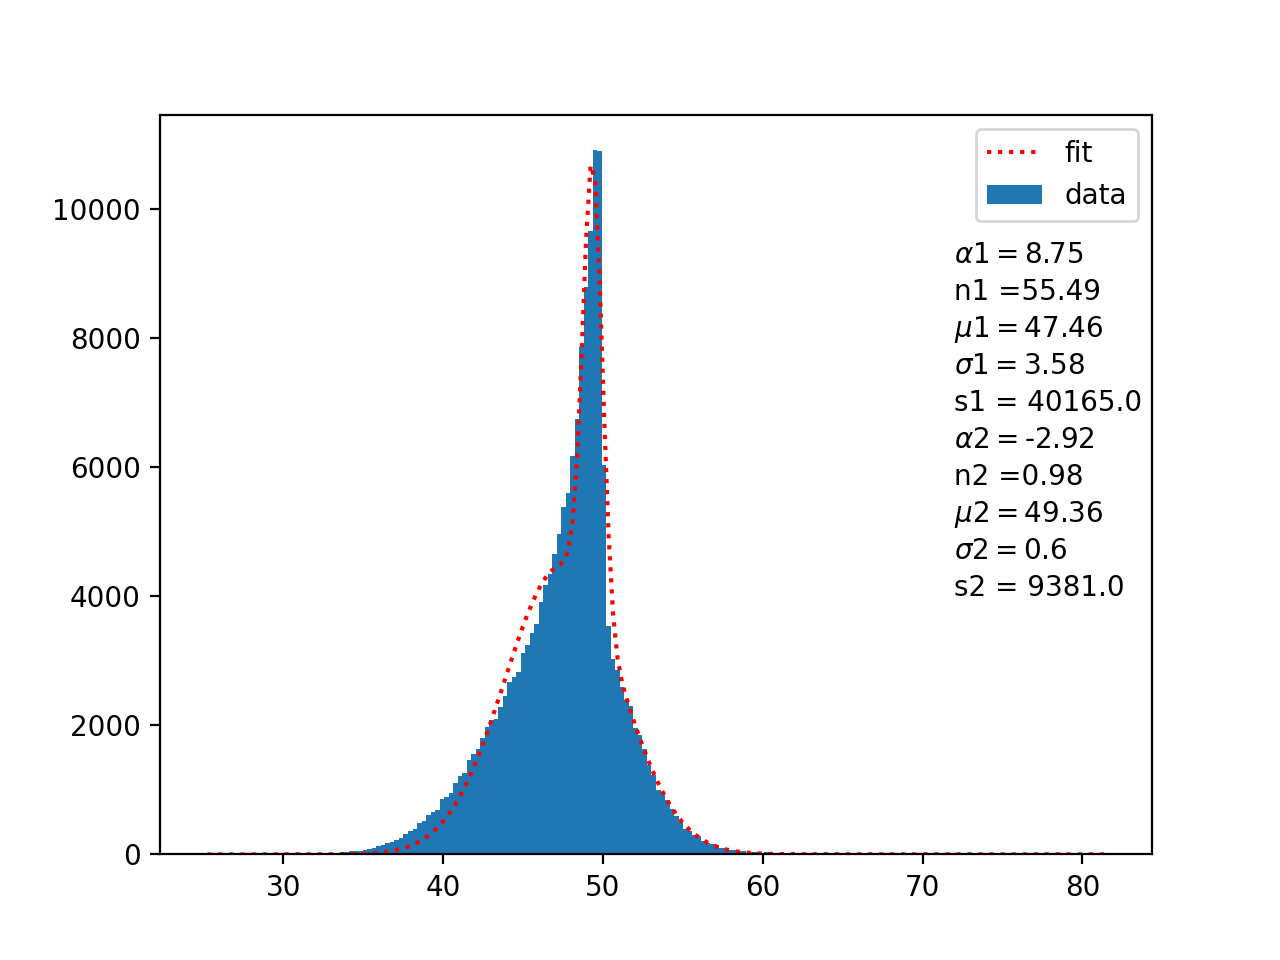 fit
data
α1 = 8.75
n1 =55.49
μ1 = 47.46
σ1 = 3.58
s1 = 40165.0
α2 = -2.92
n2 =0.98
μ2 = 49.36
σ2 = 0.6
s2 = 9381.0
10000
8000
6000
4000
2000
0
30 40 50 60 70 80